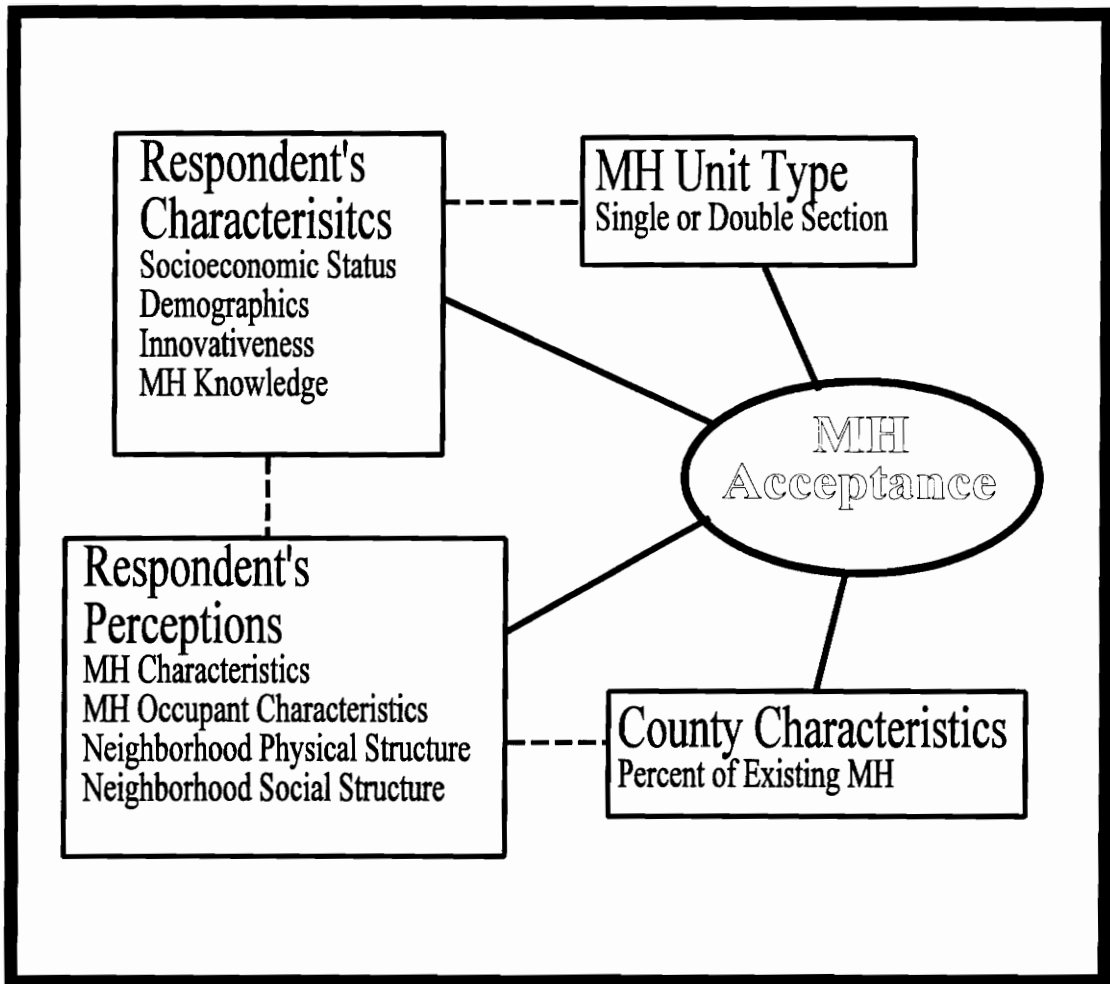 Respondent's
Characterisitcs
Socioeconomic Status
Demographics
Innovativeness
MH Knowledge
MH Unit Type
Single or Double Section
MH
Acceptance
Respondent's
Perceptions
MH Characteristics
MH Occupant Characteristics
Neighborhood Physical Structure
Neighborhood Social Structure
County Characteristics
Percent of Existing MH